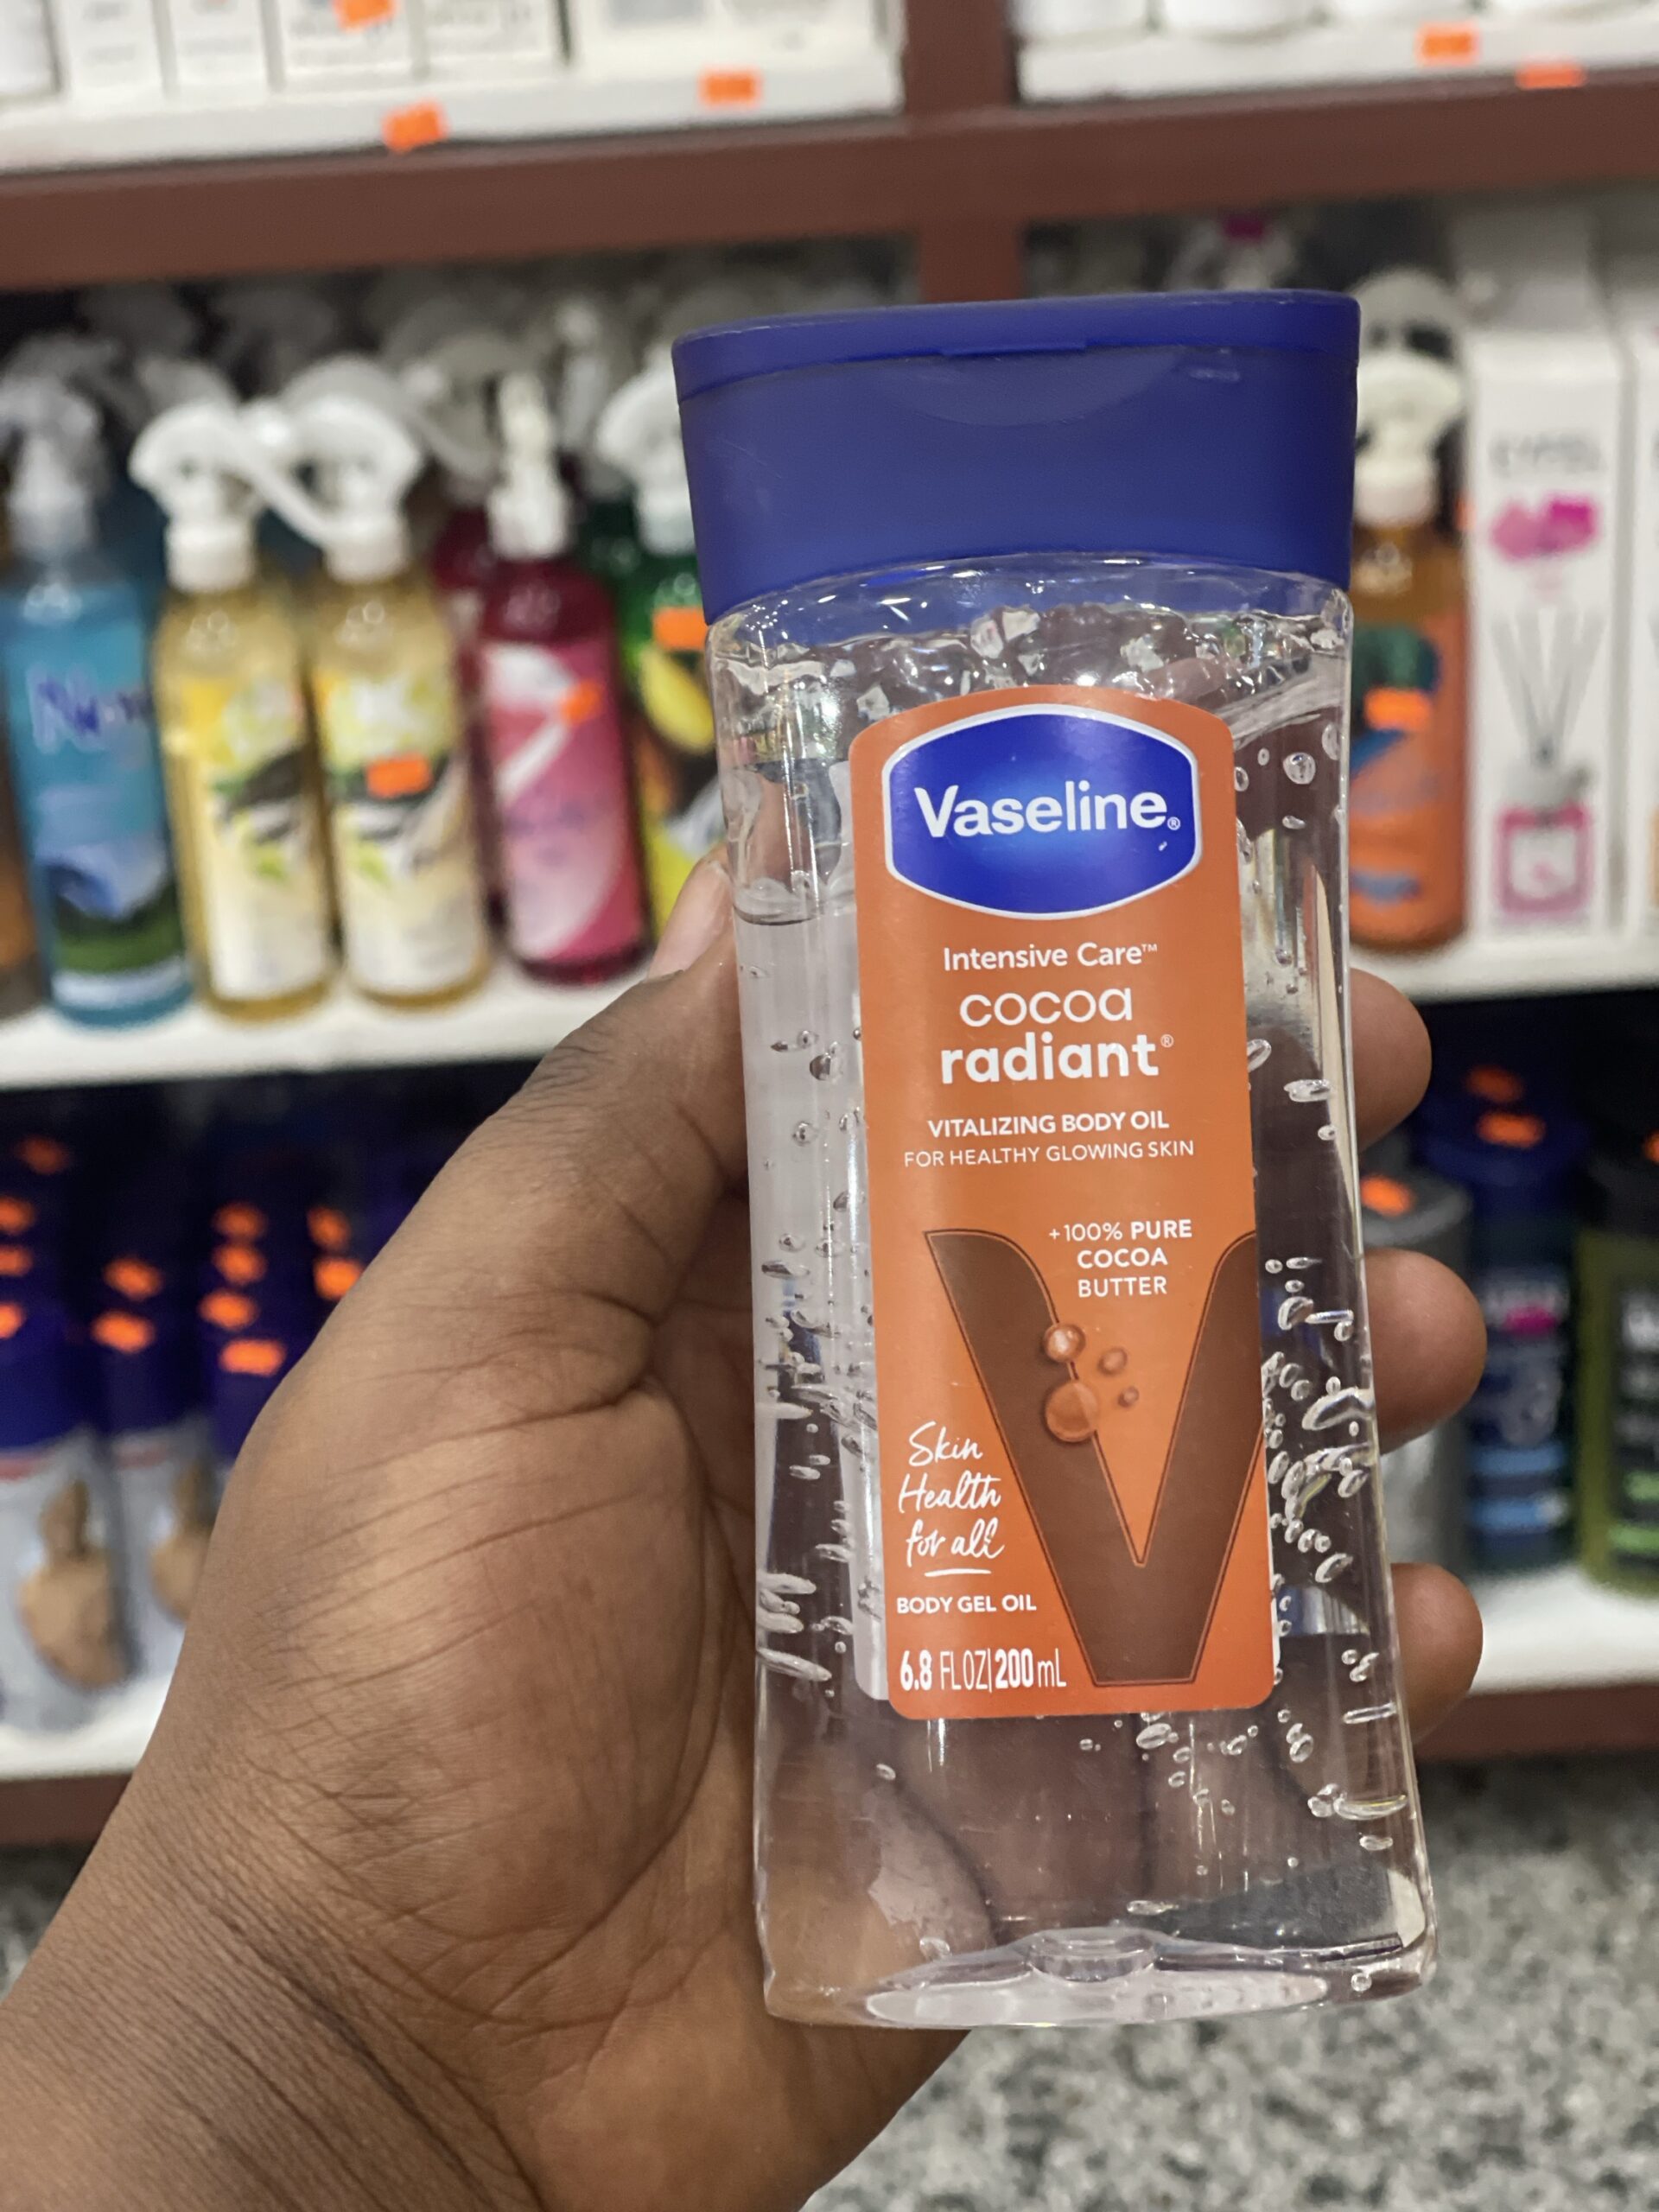 Vaseline®
Intensive Care™
cocoa
radiant®
VITALIZING BODY OIL
FOR HEALTHY GLOWING SKIN
+100% PURE
COCOA
BUTTER
Skin
Health
for all
BODY GEL OIL
6.8 FL OZ|200 mL